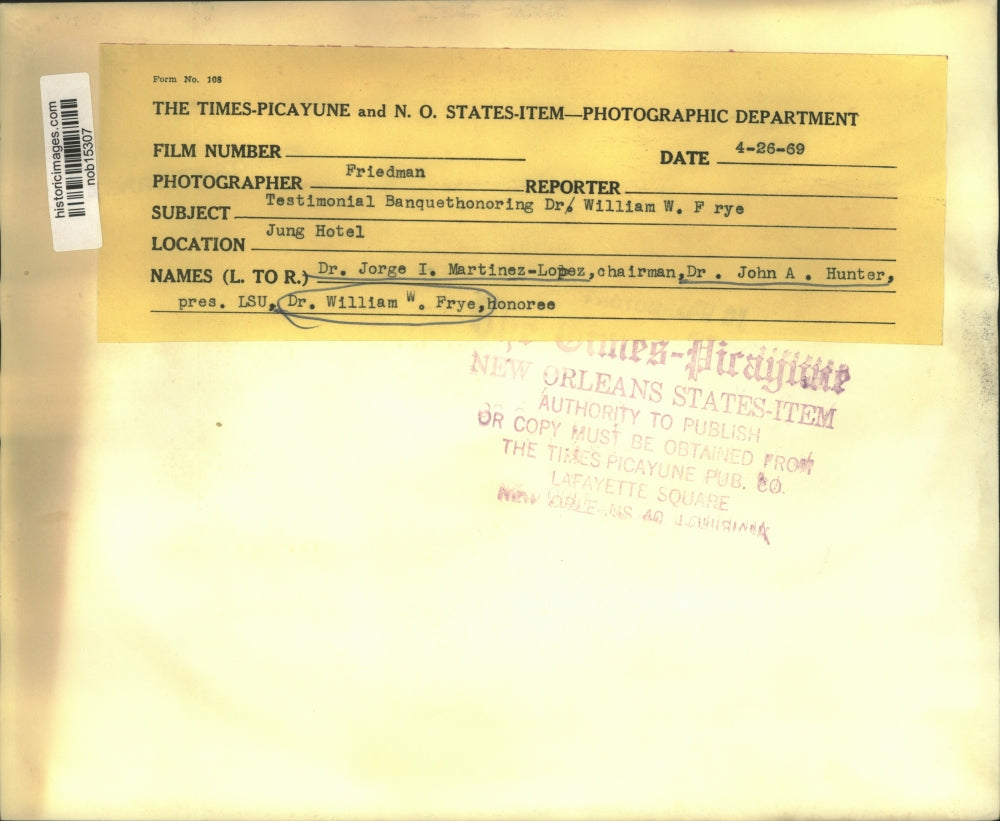 Form No. 108
THE TIMES-PICAYUNE and N. O. STATES-ITEM—PHOTOGRAPHIC DEPARTMENT
FILM NUMBER
DATE 4-26-69
PHOTOGRAPHER Friedman
REPORTER
SUBJECT Testimonial Banquethonoring Dr. William W. F rye
LOCATION Jung Hotel
NAMES (L. TO R.) Dr. Jorge I. Martinez-Lopez,chairman,Dr . John A . Hunter,
pres. LSU, Dr. William W. Frye,honoree
historicimages.com
nob15307
The Times-Picayune
NEW ORLEANS STATES-ITEM
AUTHORITY TO PUBLISH
OR COPY MUST BE OBTAINED FROM
THE TIMES PICAYUNE PUB. CO.
LAFAYETTE SQUARE
NEW ORLEANS 40 LOUISIANA